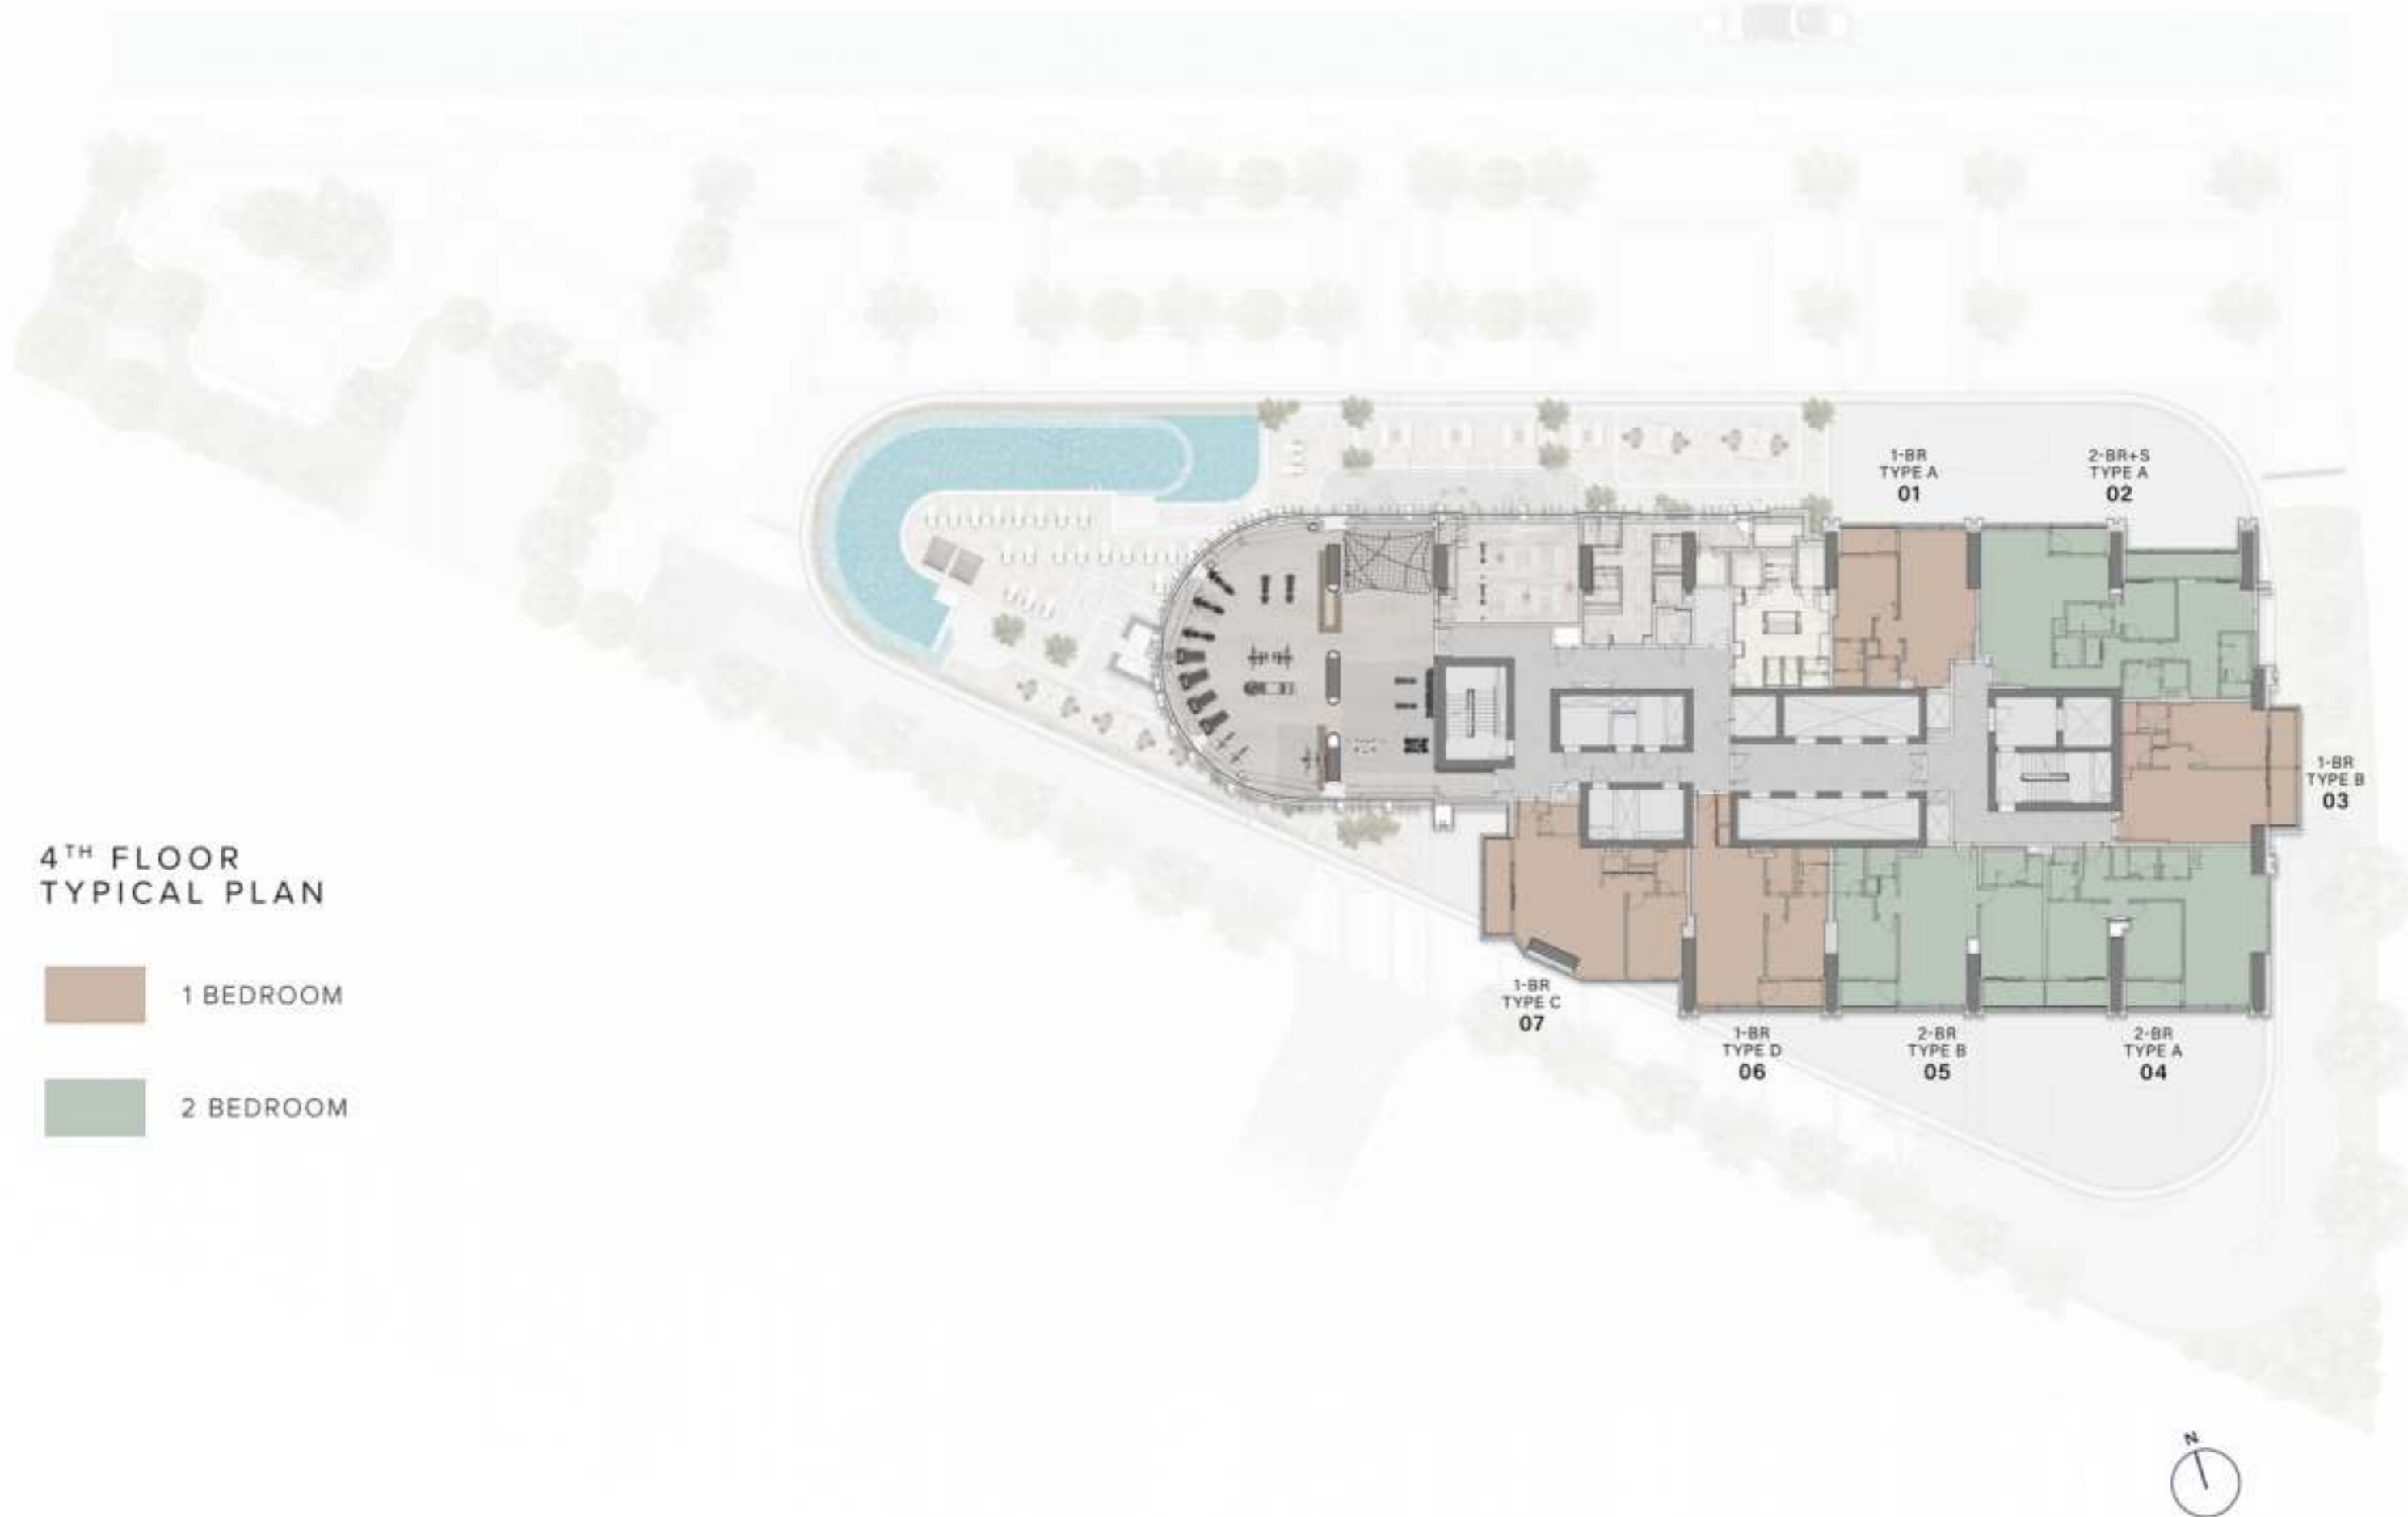 1-BR
TYPE A
01
2-BR+S
TYPE A
02
1-BR
TYPE B
03
4TH FLOOR
TYPICAL PLAN
1 BEDROOM
2 BEDROOM
1-BR
TYPE C
07
1-BR
TYPE D
06
2-BR
TYPE B
05
2-BR
TYPE A
04
N